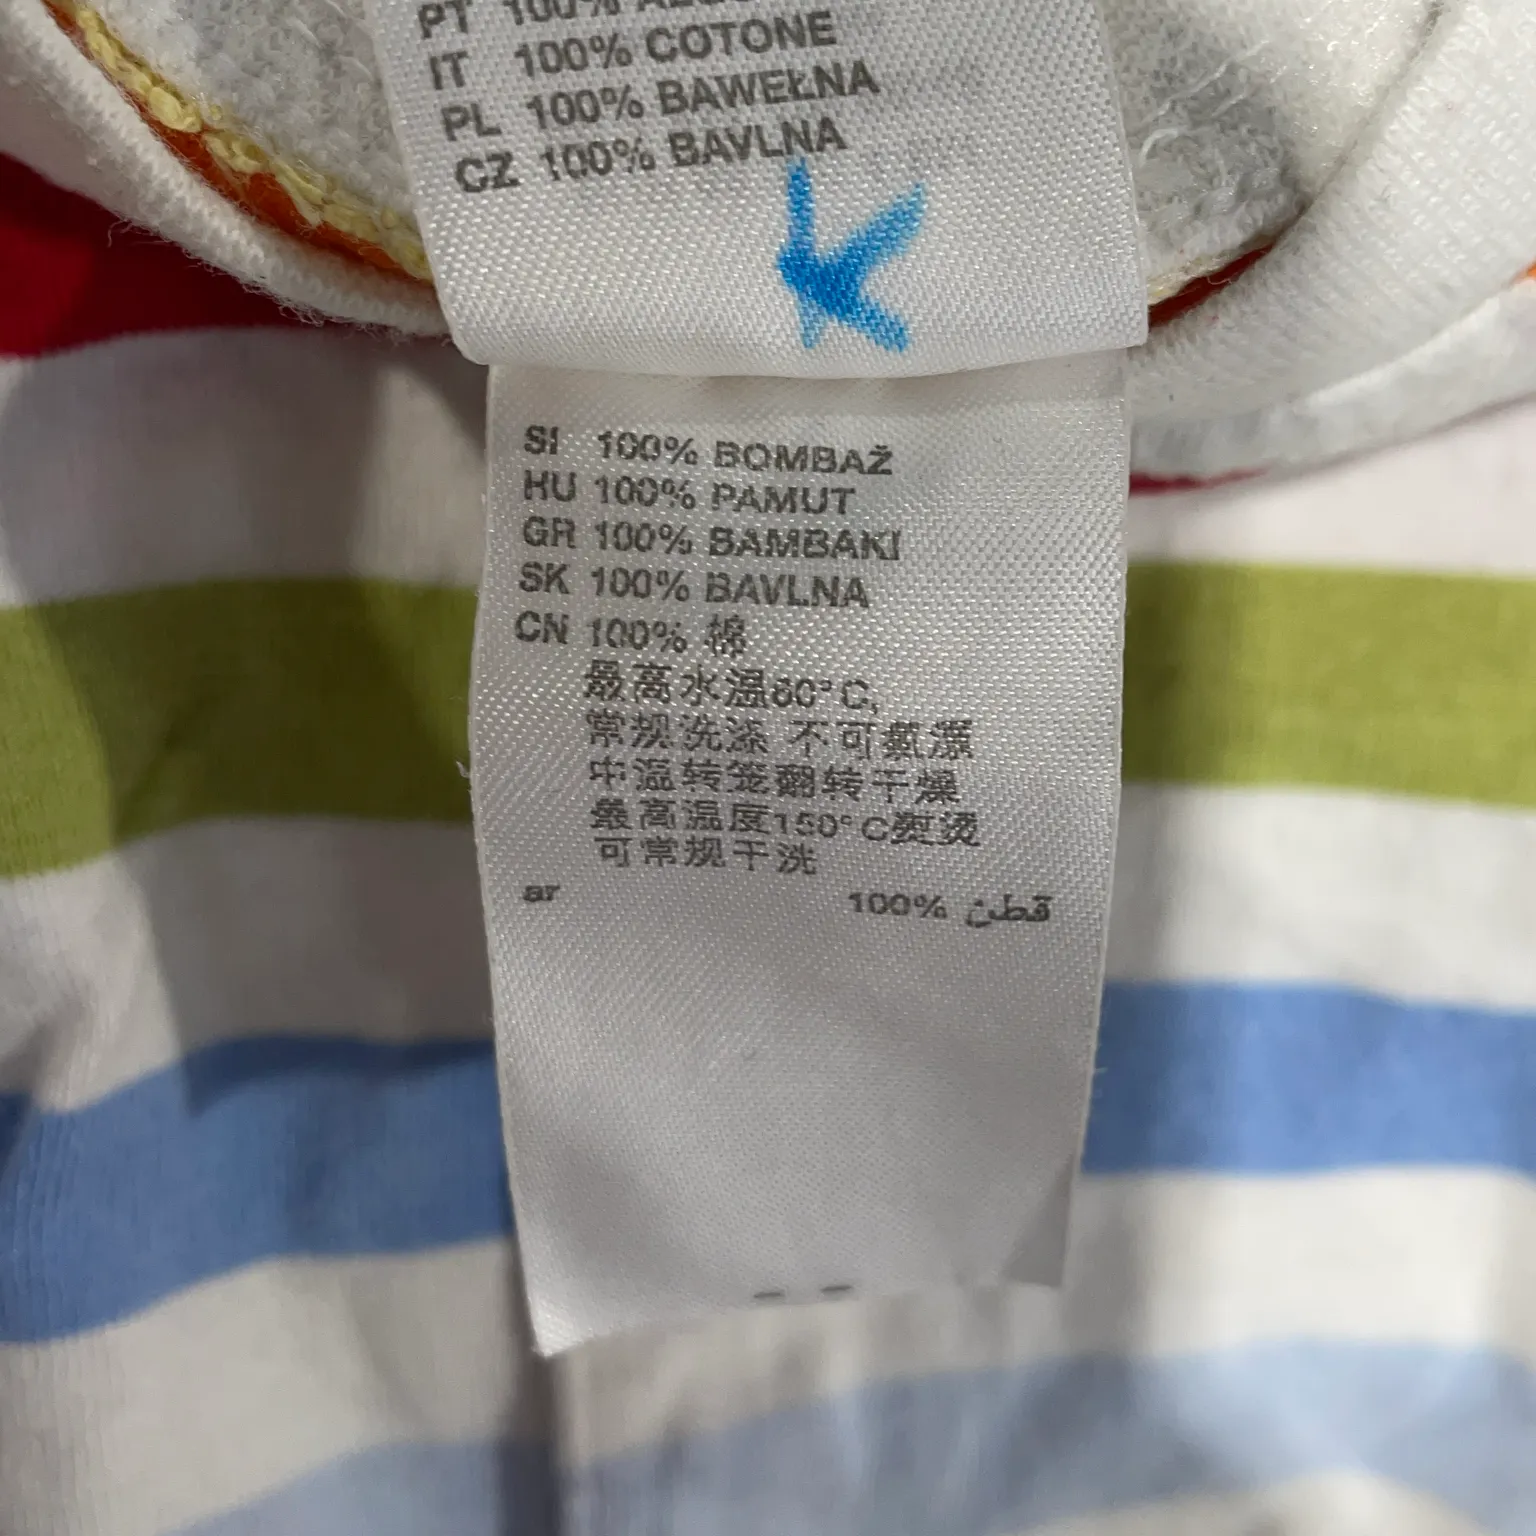 PT 100%
IT 100% COTONE
PL 100% BAWEŁNA
CZ 100% BAVLNA
K
SI 100% BOMBAŽ
HU 100% PAMUT
GR 100% BAMBAKI
SK 100% BAVLNA
CN 100% 棉
最高水温60°C,
常规洗涤 不可氯漂
中温转笼翻转干燥
最高温度150°C熨烫
可常规干洗
ar 100% قطن